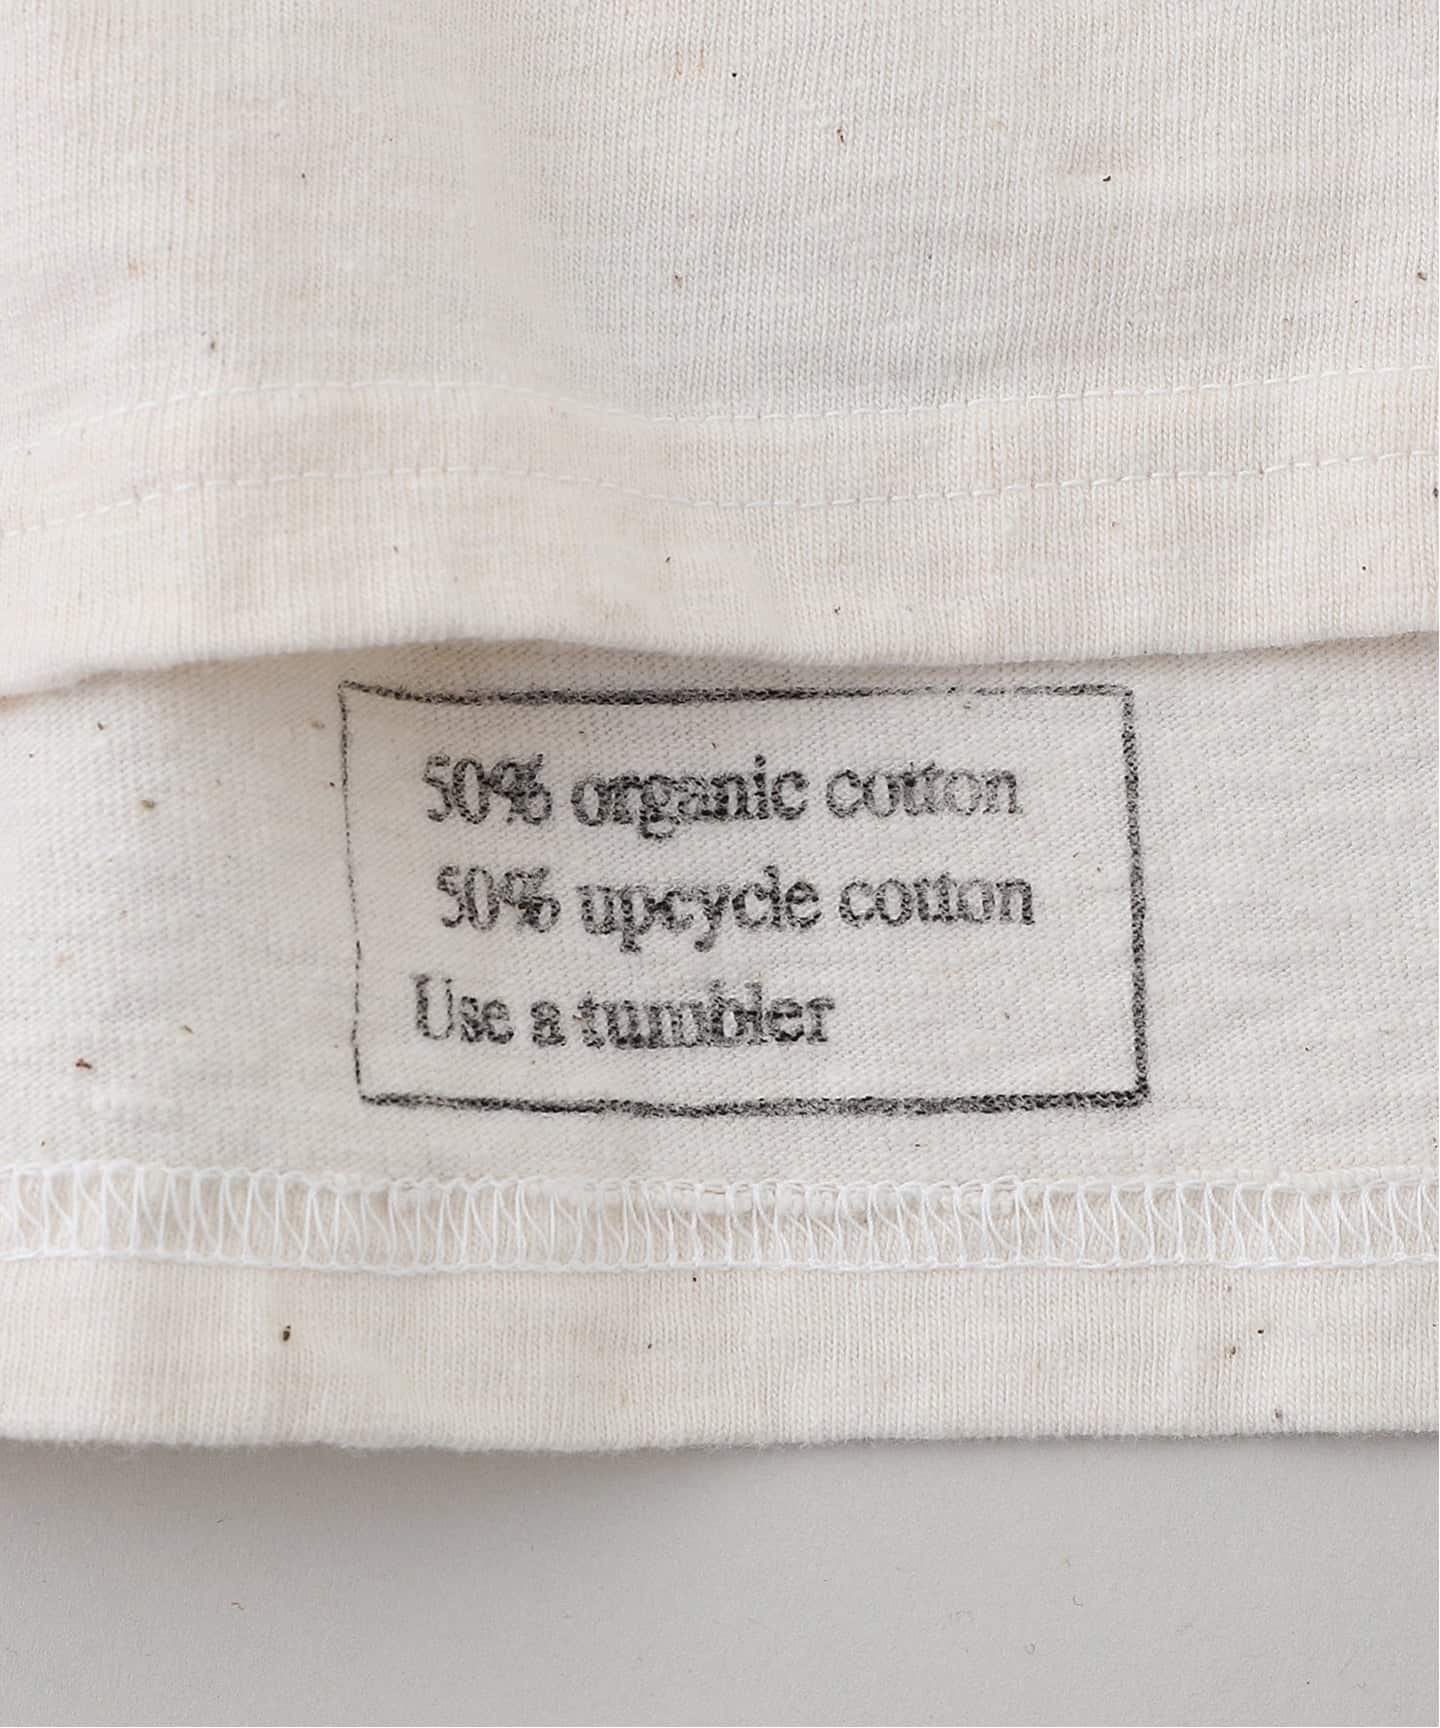 50% organic cotton
50% upcycle cotton
Use a tumbler